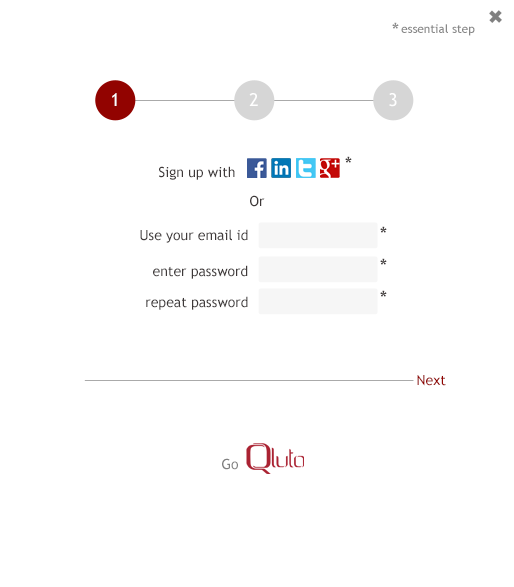 * essential step
1 2 3
Sign up with f in t g+ *
Or
Use your email id *
enter password *
repeat password *
Next
Go Qluto